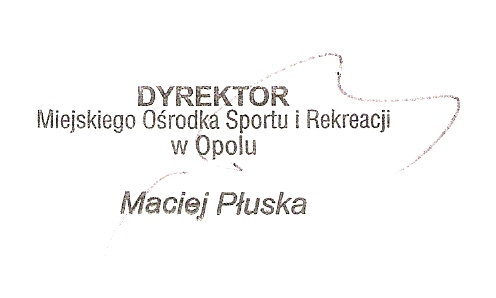 DYREKTOR
Miejskiego Ośrodka Sportu i Rekreacji
w Opolu
Maciej Płuska